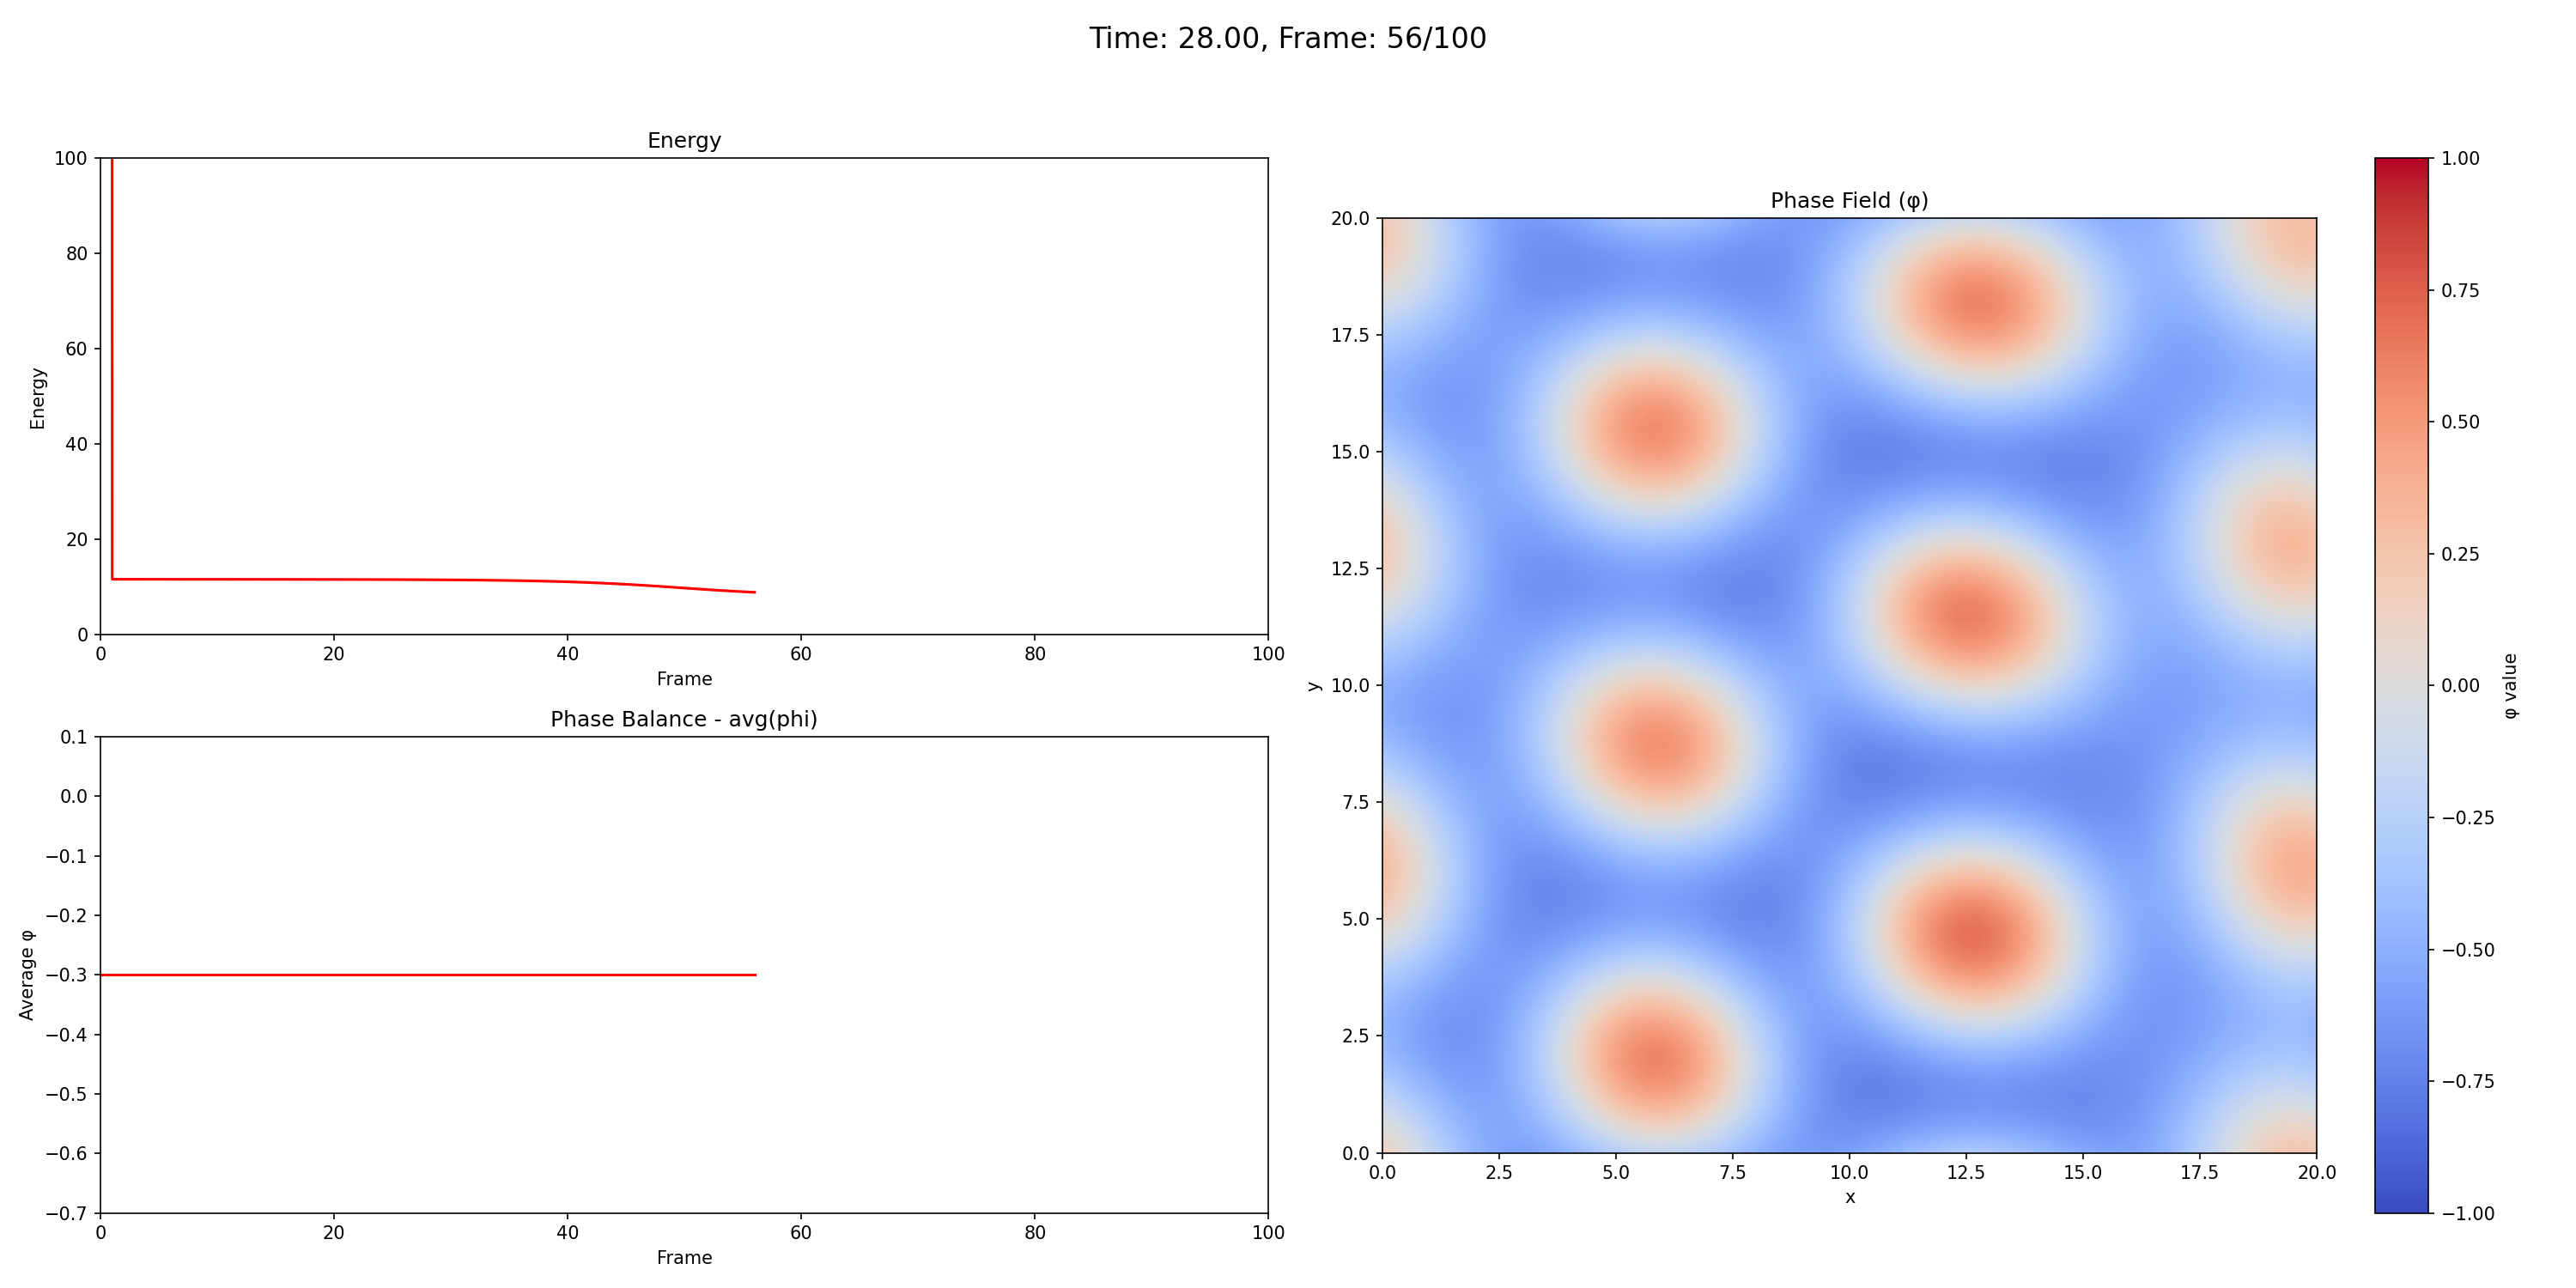 Time: 28.00, Frame: 56/100
Energy
100
80
60
40
20
0
Energy
0 20 40 60 80 100
Frame
Phase Balance - avg(phi)
0.1
0.0
−0.1
−0.2
−0.3
−0.4
−0.5
−0.6
−0.7
Average φ
0 20 40 60 80 100
Frame
Phase Field (φ)
20.0
17.5
15.0
12.5
10.0
7.5
5.0
2.5
0.0
y
0.0 2.5 5.0 7.5 10.0 12.5 15.0 17.5 20.0
x
1.00
0.75
0.50
0.25
0.00
−0.25
−0.50
−0.75
−1.00
φ value